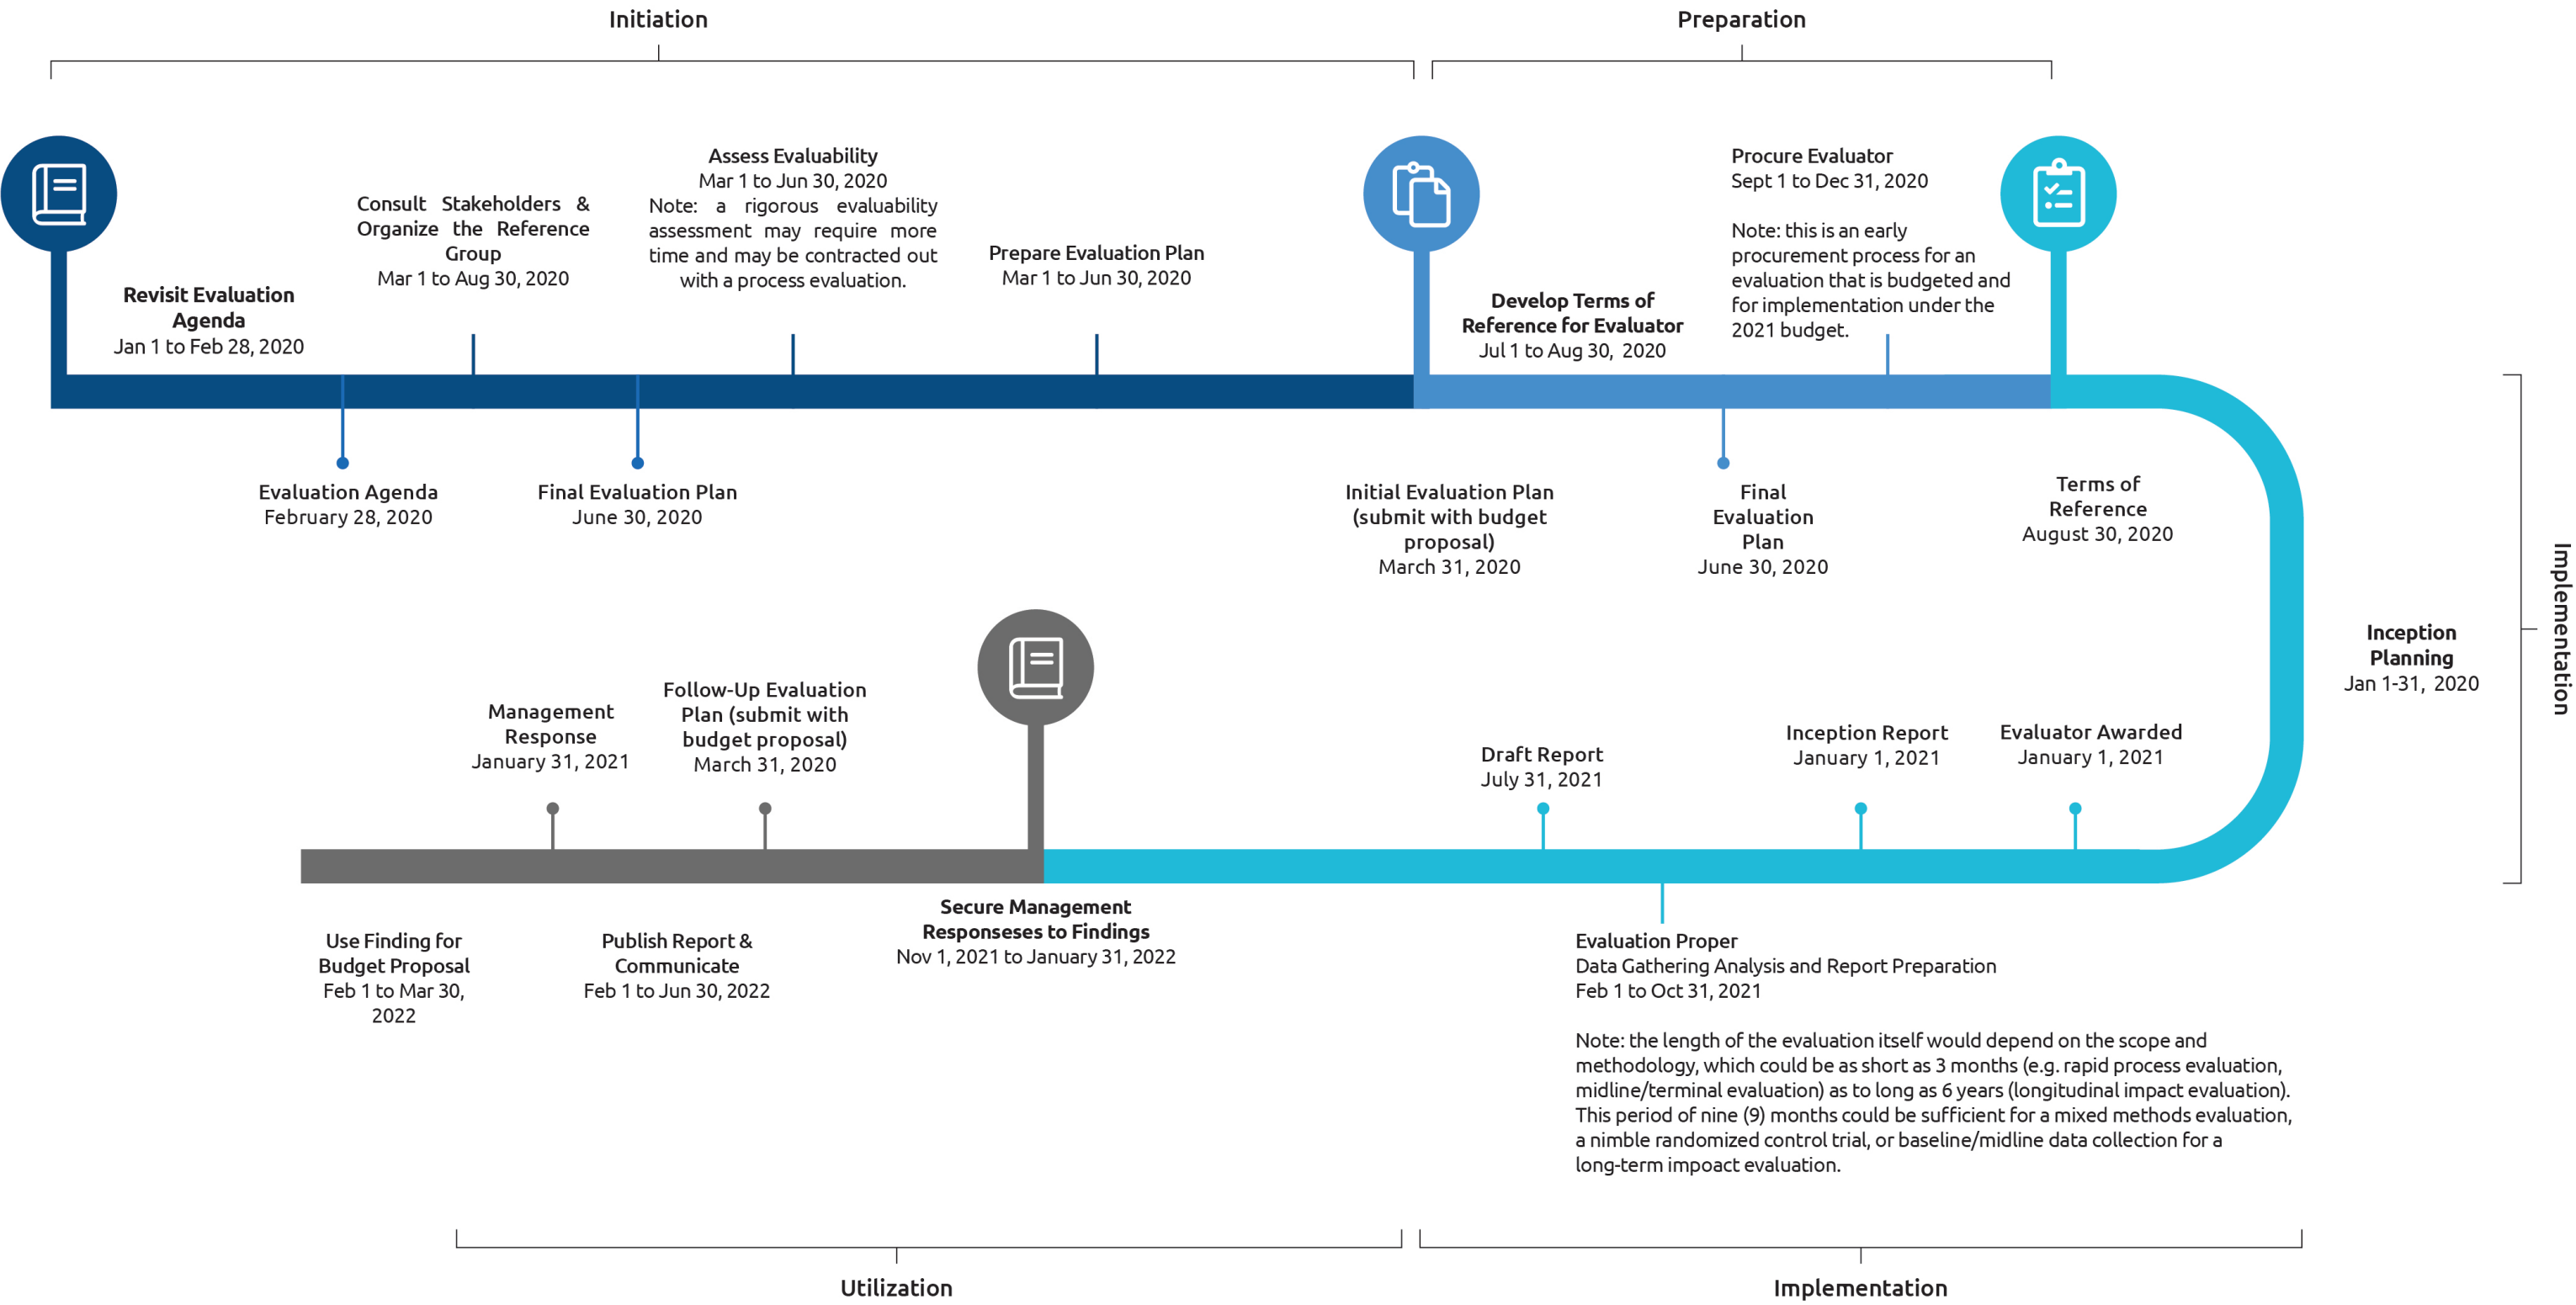 Initiation
Preparation
Revisit Evaluation
Agenda
Jan 1 to Feb 28, 2020
Consult Stakeholders &
Organize the Reference
Group
Mar 1 to Aug 30, 2020
Assess Evaluability
Mar 1 to Jun 30, 2020
Note: a rigorous evaluability
assessment may require more
time and may be contracted out
with a process evaluation.
Prepare Evaluation Plan
Mar 1 to Jun 30, 2020
Develop Terms of
Reference for Evaluator
Jul 1 to Aug 30, 2020
Procure Evaluator
Sept 1 to Dec 31, 2020
Note: this is an early
procurement process for an
evaluation that is budgeted and
for implementation under the
2021 budget.
Evaluation Agenda
February 28, 2020
Final Evaluation Plan
June 30, 2020
Initial Evaluation Plan
(submit with budget
proposal)
March 31, 2020
Final
Evaluation
Plan
June 30, 2020
Terms of
Reference
August 30, 2020
Implementation
Inception
Planning
Jan 1-31, 2020
Management
Response
January 31, 2021
Follow-Up Evaluation
Plan (submit with
budget proposal)
March 31, 2020
Draft Report
July 31, 2021
Inception Report
January 1, 2021
Evaluator Awarded
January 1, 2021
Use Finding for
Budget Proposal
Feb 1 to Mar 30,
2022
Publish Report &
Communicate
Feb 1 to Jun 30, 2022
Secure Management
Responseses to Findings
Nov 1, 2021 to January 31, 2022
Evaluation Proper
Data Gathering Analysis and Report Preparation
Feb 1 to Oct 31, 2021
Note: the length of the evaluation itself would depend on the scope and
methodology, which could be as short as 3 months (e.g. rapid process evaluation,
midline/terminal evaluation) as to long as 6 years (longitudinal impact evaluation).
This period of nine (9) months could be sufficient for a mixed methods evaluation,
a nimble randomized control trial, or baseline/midline data collection for a
long-term impoact evaluation.
Utilization
Implementation